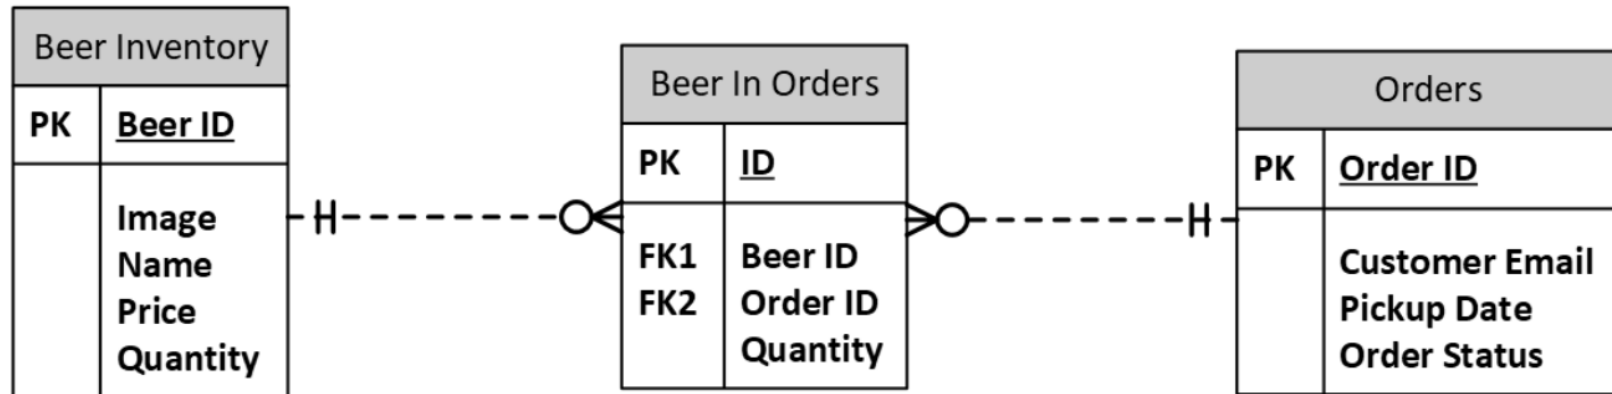 Beer Inventory
PK Beer ID
Image
Name
Price
Quantity
Beer In Orders
PK ID
FK1 Beer ID
FK2 Order ID
Quantity
Orders
PK Order ID
Customer Email
Pickup Date
Order Status